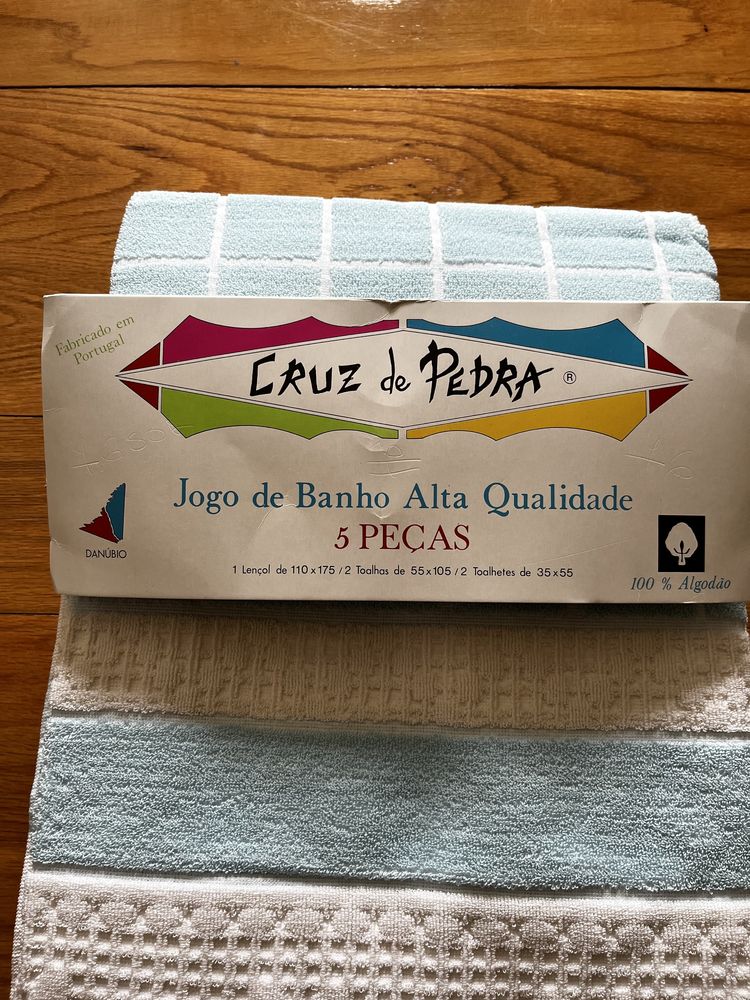 Fabricado em
Portugal
CRUZ de PEDRA ®
Jogo de Banho Alta Qualidade
5 PEÇAS
1 Lençol de 110 x 175 / 2 Toalhas de 55 x 105 / 2 Toalhetes de 35 x 55
DANÚBIO
100 % Algodão